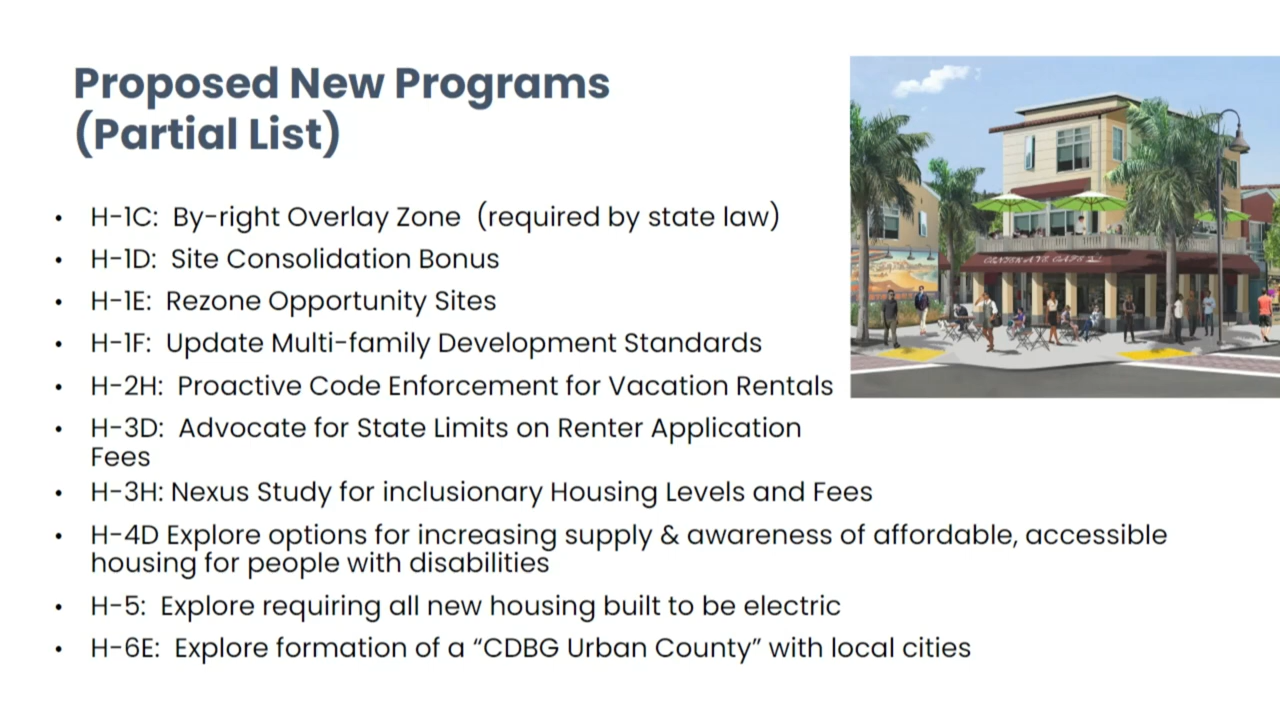 Proposed New Programs
(Partial List)
• H-1C: By-right Overlay Zone (required by state law)
• H-1D: Site Consolidation Bonus
• H-1E: Rezone Opportunity Sites
• H-1F: Update Multi-family Development Standards
• H-2H: Proactive Code Enforcement for Vacation Rentals
• H-3D: Advocate for State Limits on Renter Application
Fees
• H-3H: Nexus Study for inclusionary Housing Levels and Fees
• H-4D Explore options for increasing supply & awareness of affordable, accessible
housing for people with disabilities
• H-5: Explore requiring all new housing built to be electric
• H-6E: Explore formation of a “CDBG Urban County” with local cities